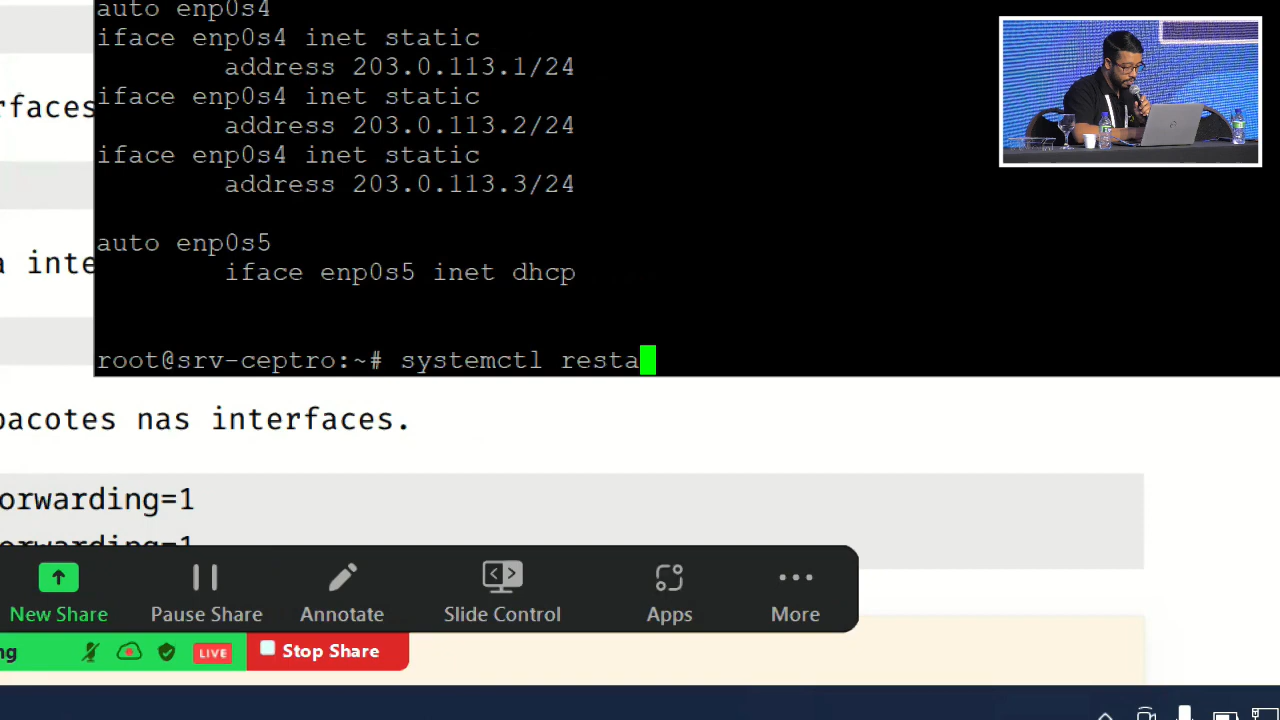 auto enp0s4
iface enp0s4 inet static
address 203.0.113.1/24
iface enp0s4 inet static
address 203.0.113.2/24
iface enp0s4 inet static
address 203.0.113.3/24
auto enp0s5
iface enp0s5 inet dhcp
root@srv-ceptro:~# systemctl resta
rfaces
a inte
pacotes nas interfaces.
orwarding=1
orwarding=1
New Share
Pause Share
Annotate
Slide Control
Apps
More
ng
LIVE
Stop Share